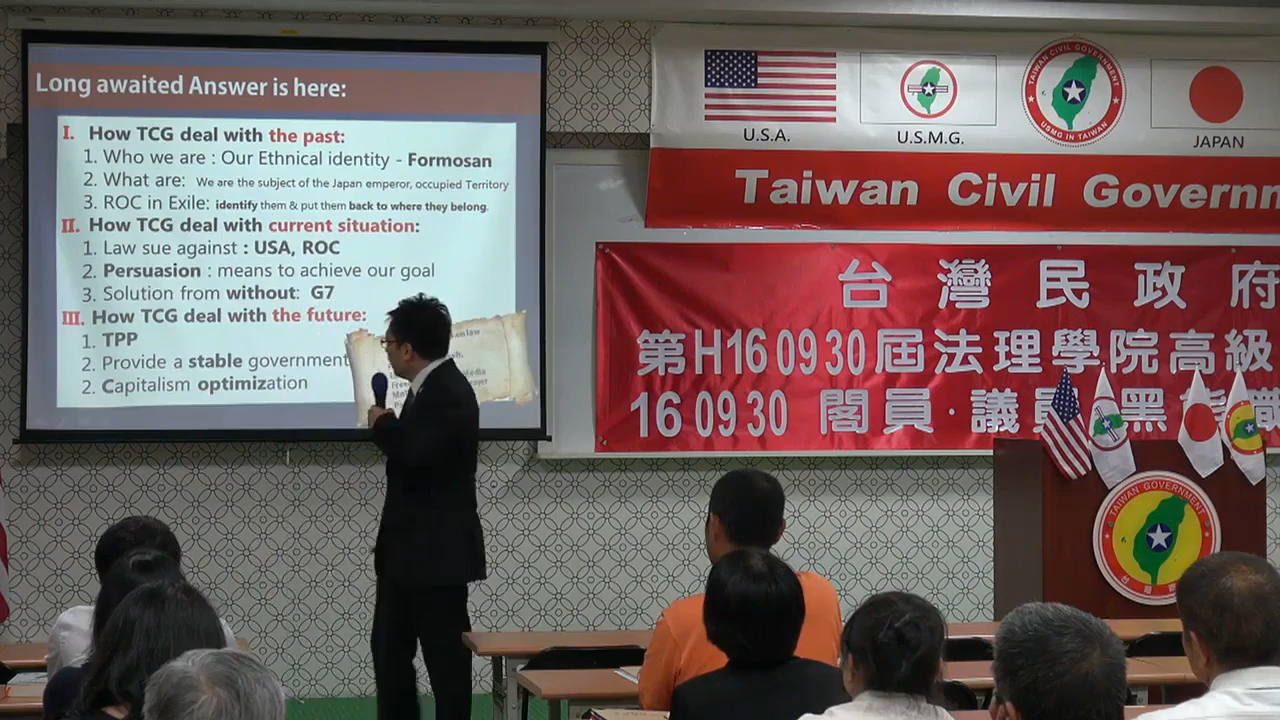 Long awaited Answer is here:
I. How TCG deal with the past:
1. Who we are : Our Ethnical identity - Formosan
2. What are: We are the subject of the Japan emperor, occupied Territory
3. ROC in Exile: identify them & put them back to where they belong.
II. How TCG deal with current situation:
1. Law sue against : USA, ROC
2. Persuasion : means to achieve our goal
3. Solution from without: G7
III. How TCG deal with the future:
1. TPP
2. Provide a stable government
2. Capitalism optimization
U.S.A.
U.S.M.G.
TAIWAN CIVIL GOVERNMENT
USMG IN TAIWAN
JAPAN
Taiwan Civil Governm
台灣民政府
第H16 09 30屆法理學院高級
16 09 30 閣員·議員 黑
TAIWAN GOVERNMENT